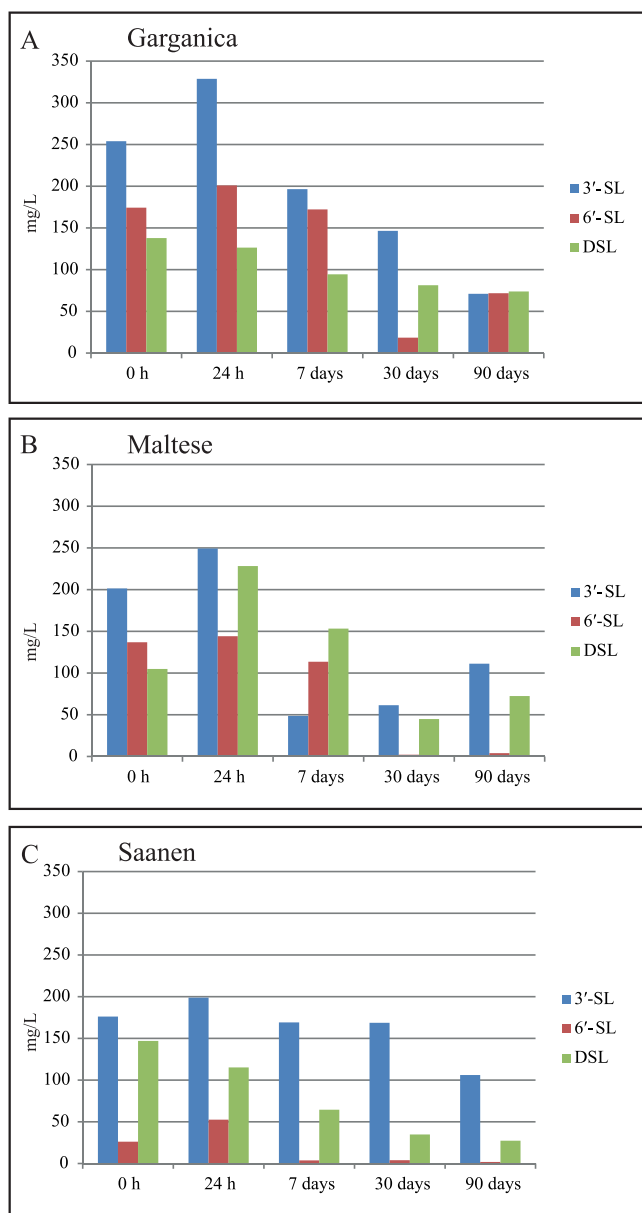 A Garganica
350
300
250
200
150
100
50
0
mg/L
0 h 24 h 7 days 30 days 90 days
3′-SL
6′-SL
DSL
B Maltese
350
300
250
200
150
100
50
0
mg/L
0 h 24 h 7 days 30 days 90 days
3′-SL
6′-SL
DSL
C Saanen
350
300
250
200
150
100
50
0
mg/L
0 h 24 h 7 days 30 days 90 days
3′-SL
6′-SL
DSL